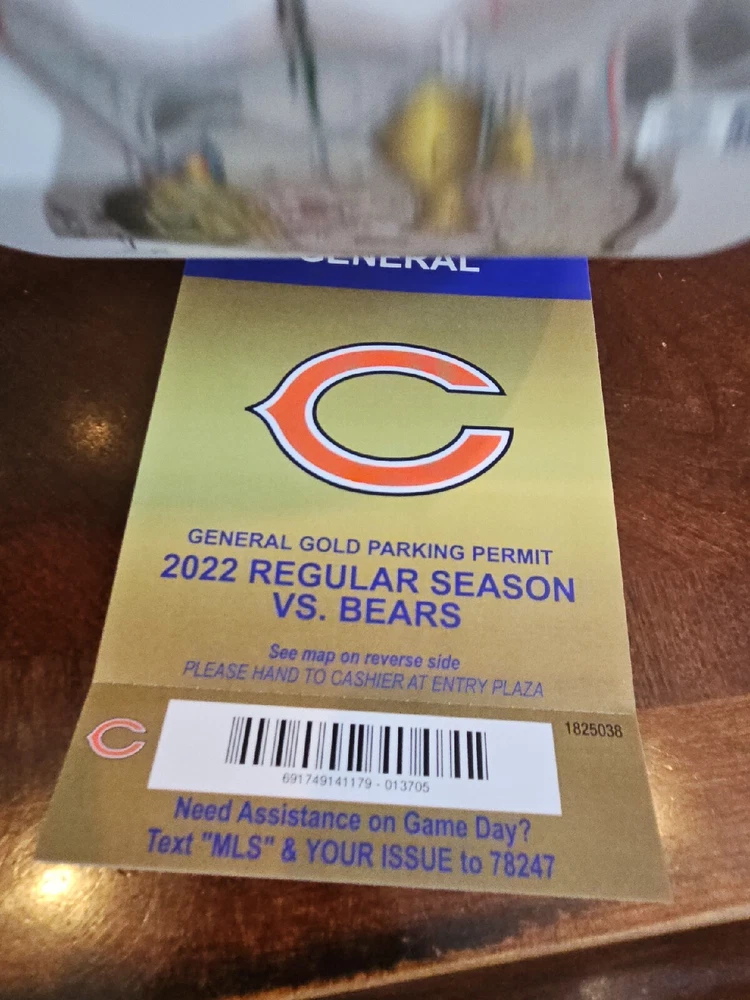 GENERAL
GENERAL GOLD PARKING PERMIT
2022 REGULAR SEASON
VS. BEARS
See map on reverse side
PLEASE HAND TO CASHIER AT ENTRY PLAZA
1825038
691749141179 - 013705
Need Assistance on Game Day?
Text "MLS" & YOUR ISSUE to 78247